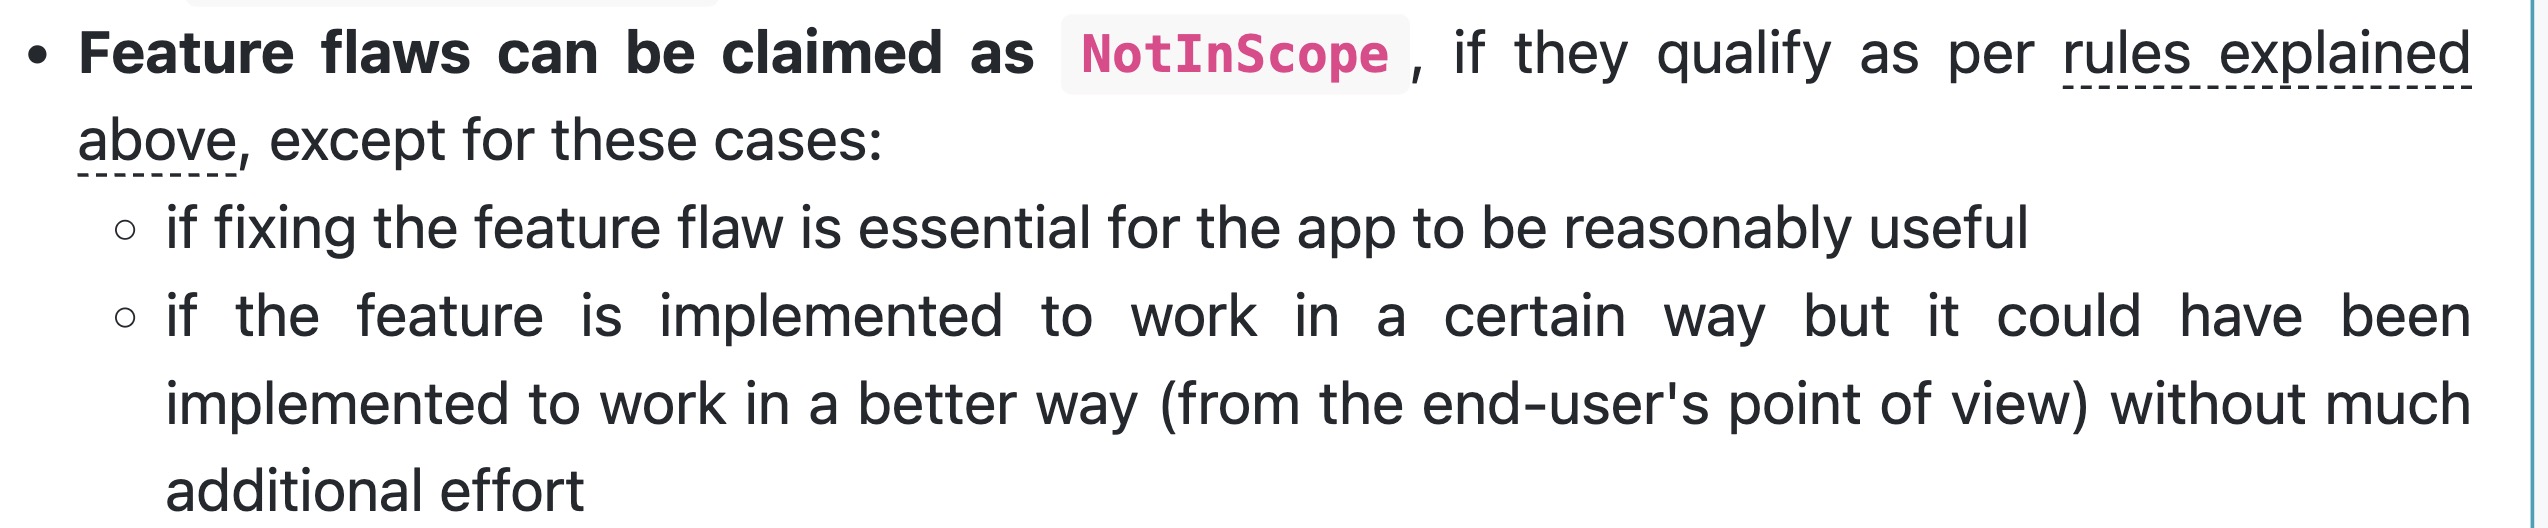 • Feature flaws can be claimed as NotInScope, if they qualify as per rules explained
above, except for these cases:
○ if fixing the feature flaw is essential for the app to be reasonably useful
○ if the feature is implemented to work in a certain way but it could have been
implemented to work in a better way (from the end-user's point of view) without much
additional effort